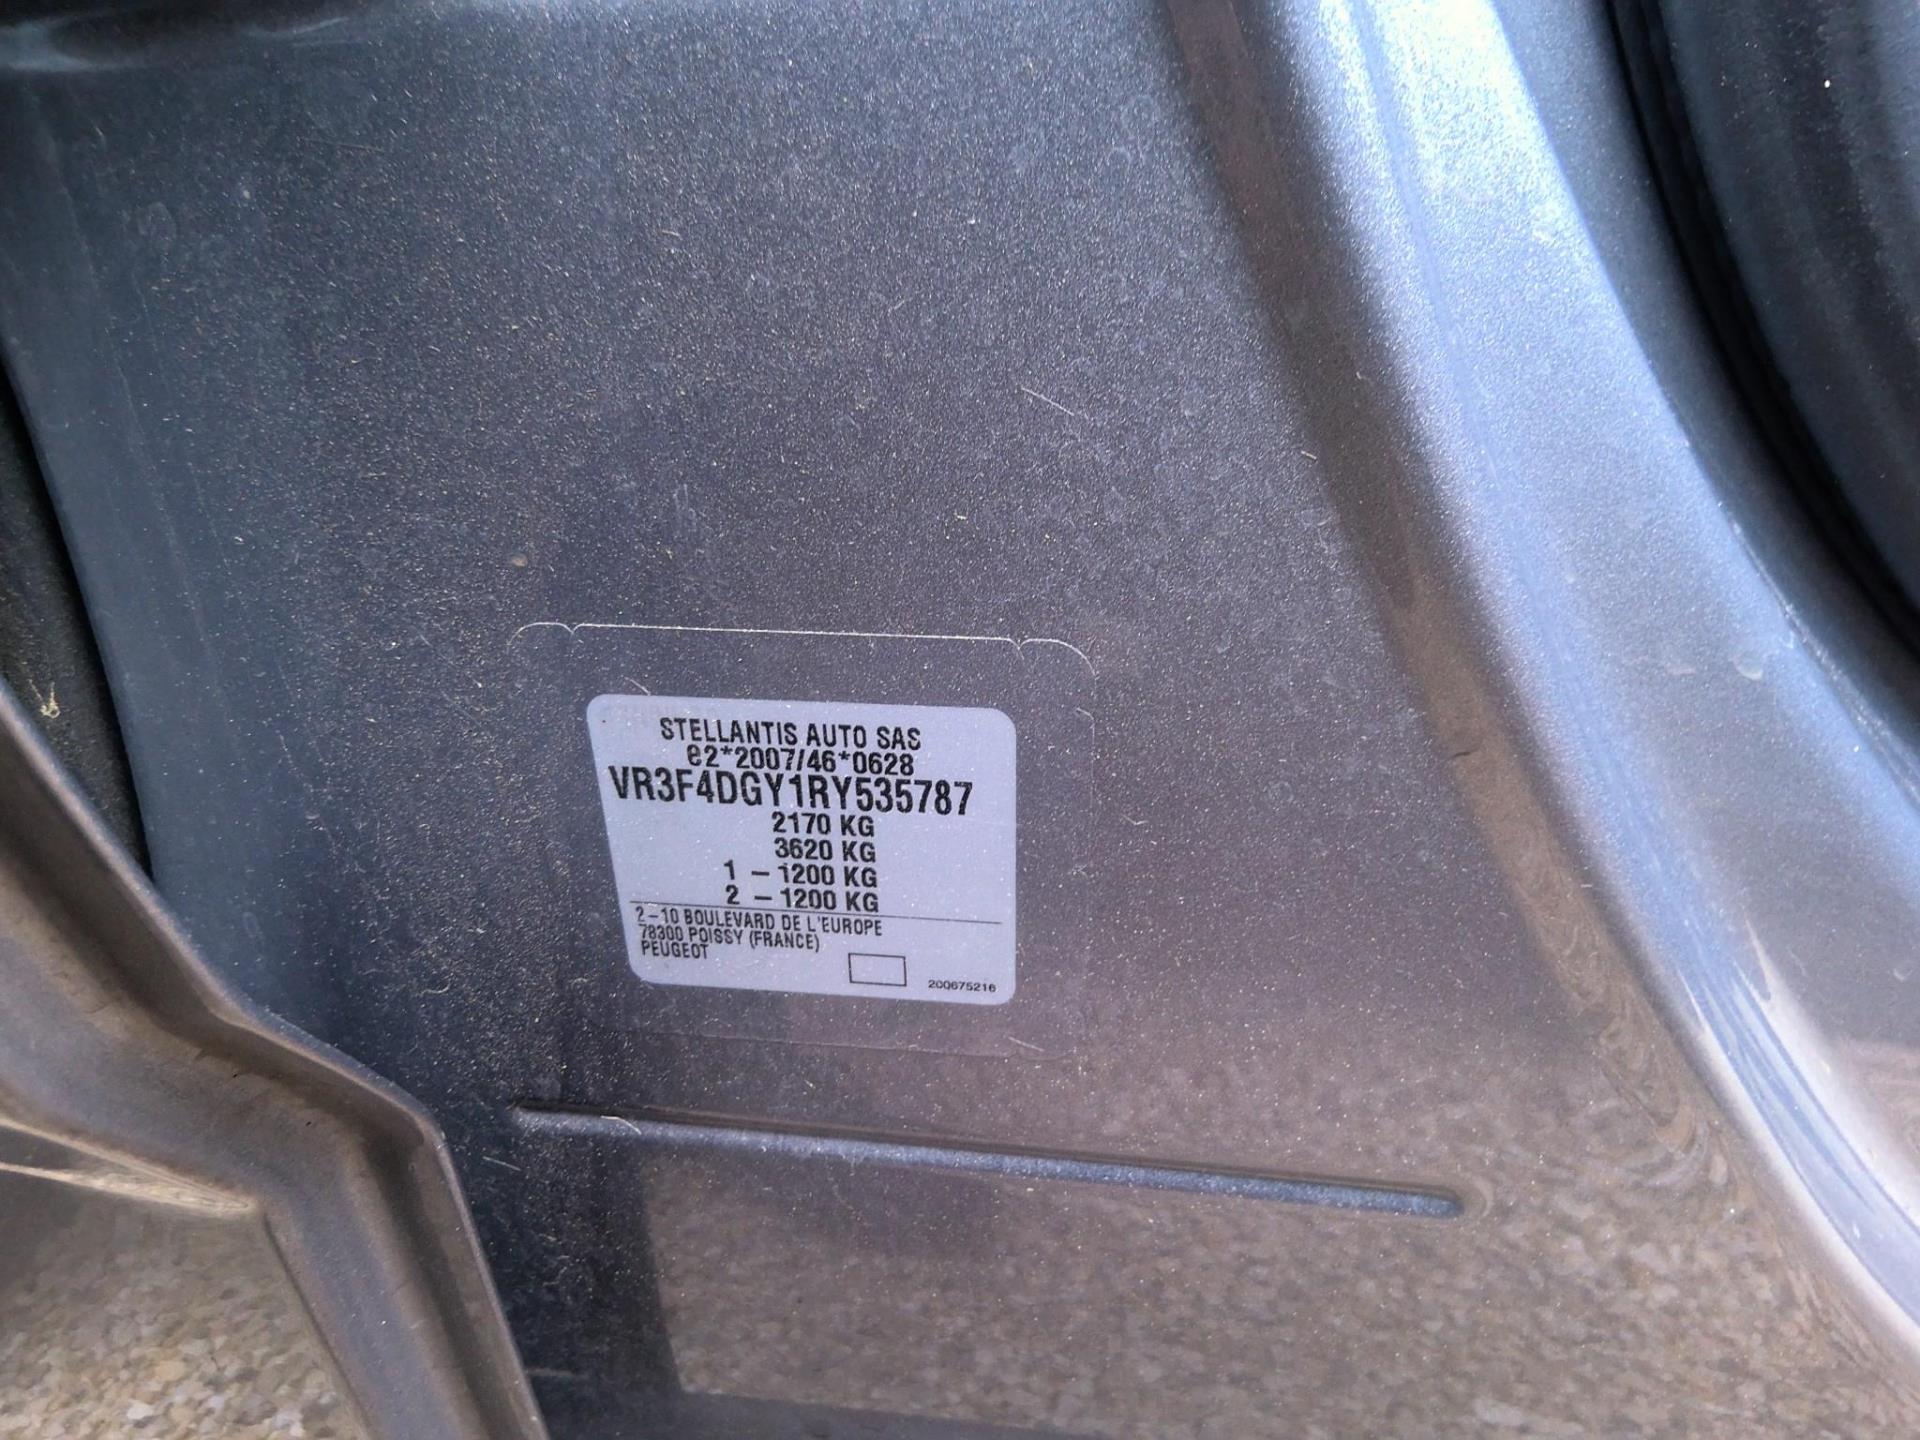 STELLANTIS AUTO SAS
e2*2007/46*0628
VR3F4DGY1RY535787
2170 KG
3620 KG
1 – 1200 KG
2 – 1200 KG
2–10 BOULEVARD DE L'EUROPE
78300 POISSY (FRANCE)
PEUGEOT
200675216